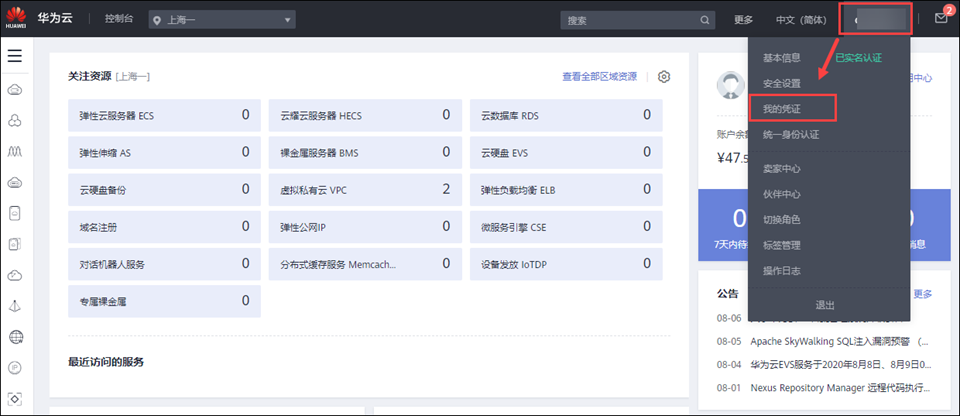 HUAWEI 华为云 控制台 上海一 搜索 更多 中文（简体） 2
关注资源 [上海一] 查看全部区域资源
弹性云服务器 ECS 0 云耀云服务器 HECS 0 云数据库 RDS 0
弹性伸缩 AS 0 裸金属服务器 BMS 0 云硬盘 EVS 0
云硬盘备份 0 虚拟私有云 VPC 2 弹性负载均衡 ELB 0
域名注册 0 弹性公网IP 0 微服务引擎 CSE 0
对话机器人服务 0 分布式缓存服务 Memcach... 0 设备发放 IoTDP 0
专属裸金属 0
最近访问的服务
基本信息 已实名认证
安全设置
我的凭证
统一身份认证
卖家中心
伙伴中心
切换角色
标签管理
操作日志
退出
中心
账户余
¥47.5
0
7天内待 消息
公告 更多
08-06
08-05 Apache SkyWalking SQL注入漏洞预警 （...
08-04 华为云EVS服务于2020年8月8日、8月9日0...
08-01 Nexus Repository Manager 远程代码执行...
IP